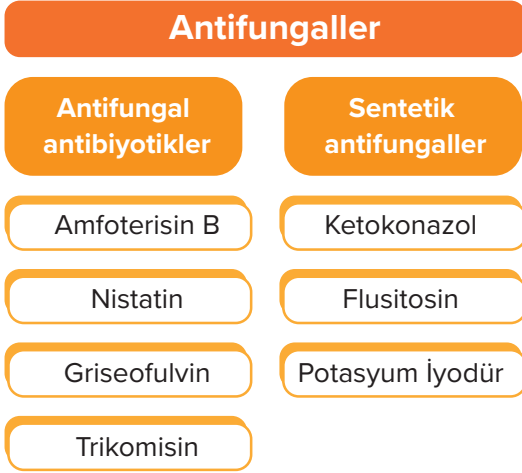 Antifungaller
Antifungal
antibiyotikler
Amfoterisin B
Nistatin
Griseofulvin
Trikomisin
Sentetik
antifungaller
Ketokonazol
Flusitosin
Potasyum İyodür